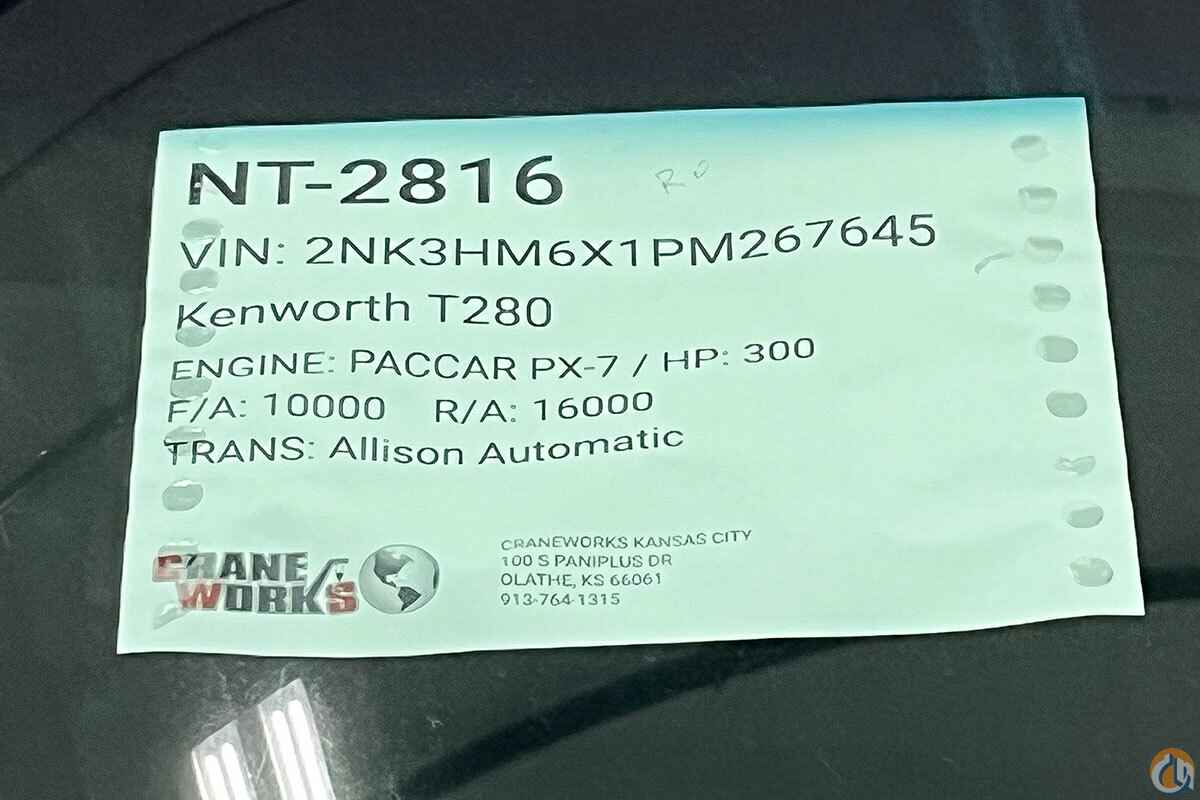 NT-2816
VIN: 2NK3HM6X1PM267645
Kenworth T280
ENGINE: PACCAR PX-7 / HP: 300
F/A: 10000 R/A: 16000
TRANS: Allison Automatic
CRANE
WORKS
CRANEWORKS KANSAS CITY
100 S PANIPLUS DR
OLATHE, KS 66061
913-764-1315